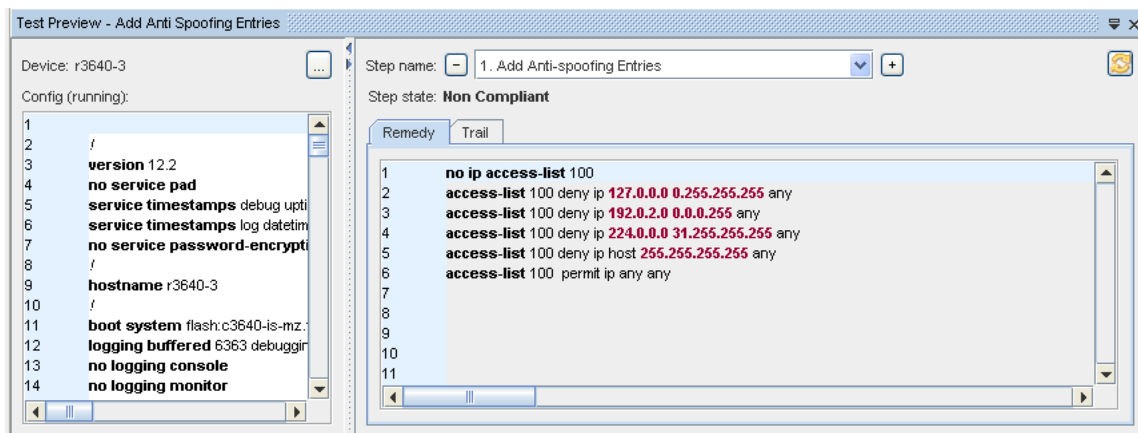 Test Preview - Add Anti Spoofing Entries
Device: r3640-3
...
Config (running):
1
2 !
3 version 12.2
4 no service pad
5 service timestamps debug upti
6 service timestamps log datetim
7 no service password-encrypti
8 !
9 hostname r3640-3
10 !
11 boot system flash:c3640-is-mz.
12 logging buffered 6363 debuggin
13 no logging console
14 no logging monitor
Step name: - 1. Add Anti-spoofing Entries +
Step state: Non Compliant
Remedy Trail
1 no ip access-list 100
2 access-list 100 deny ip 127.0.0.0 0.255.255.255 any
3 access-list 100 deny ip 192.0.2.0 0.0.0.255 any
4 access-list 100 deny ip 224.0.0.0 31.255.255.255 any
5 access-list 100 deny ip host 255.255.255.255 any
6 access-list 100 permit ip any any
7
8
9
10
11